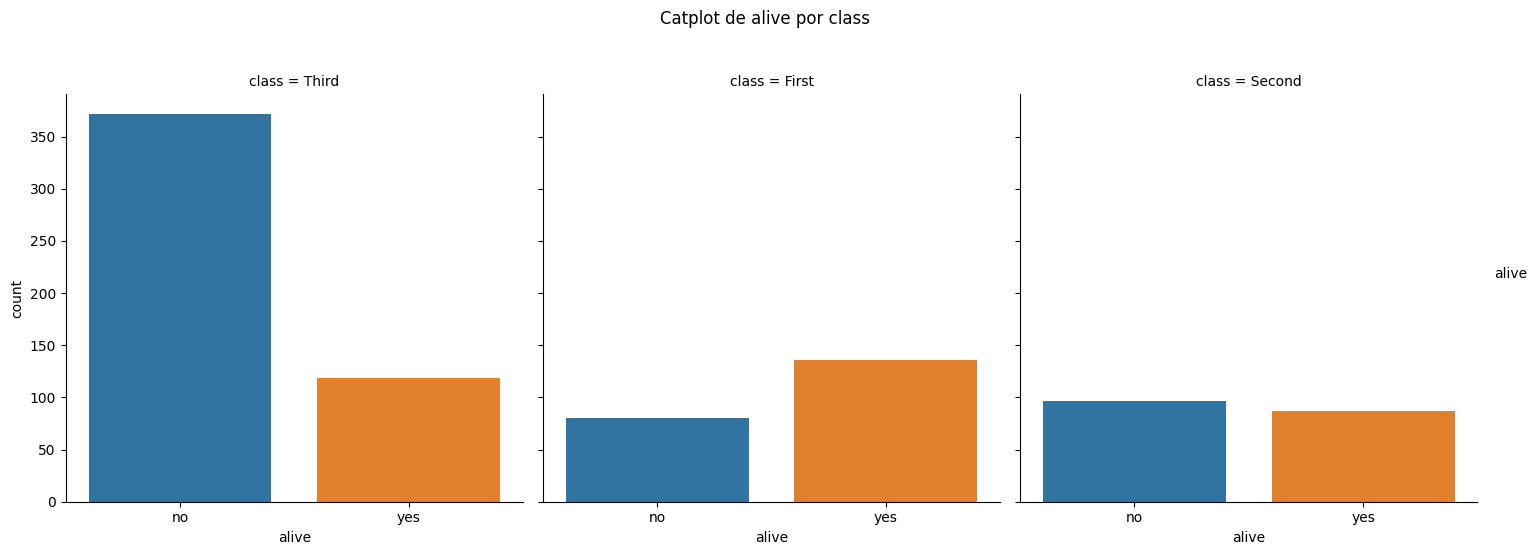 Catplot de alive por class
class = Third
class = First
class = Second
count
350
300
250
200
150
100
50
0
no yes
no yes
no yes
alive
alive
alive
alive